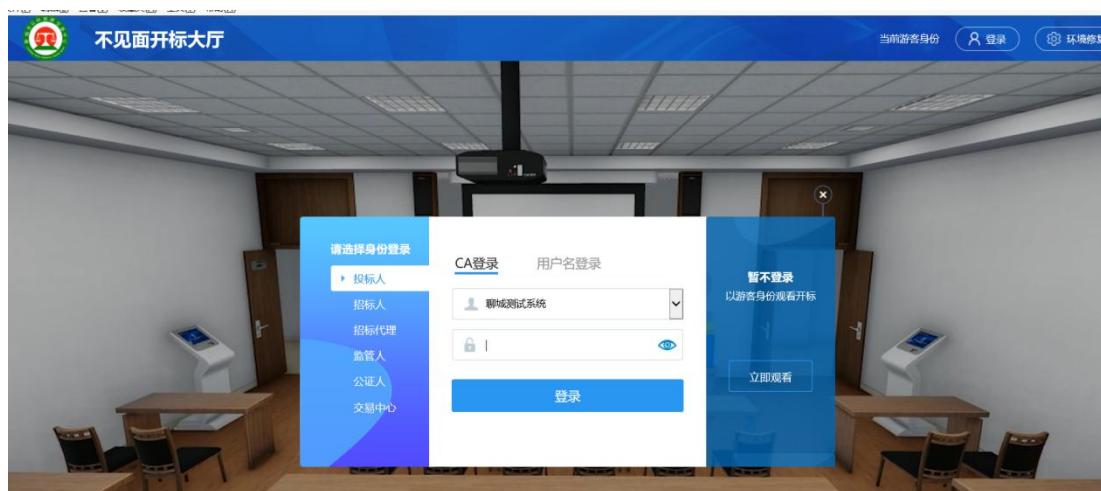 不见面开标大厅
当前游客身份
登录
环境修复
请选择身份登录
投标人
招标人
招标代理
监管人
公证人
交易中心
CA登录
用户名登录
聊城测试系统
登录
暂不登录
以游客身份观看开标
立即观看